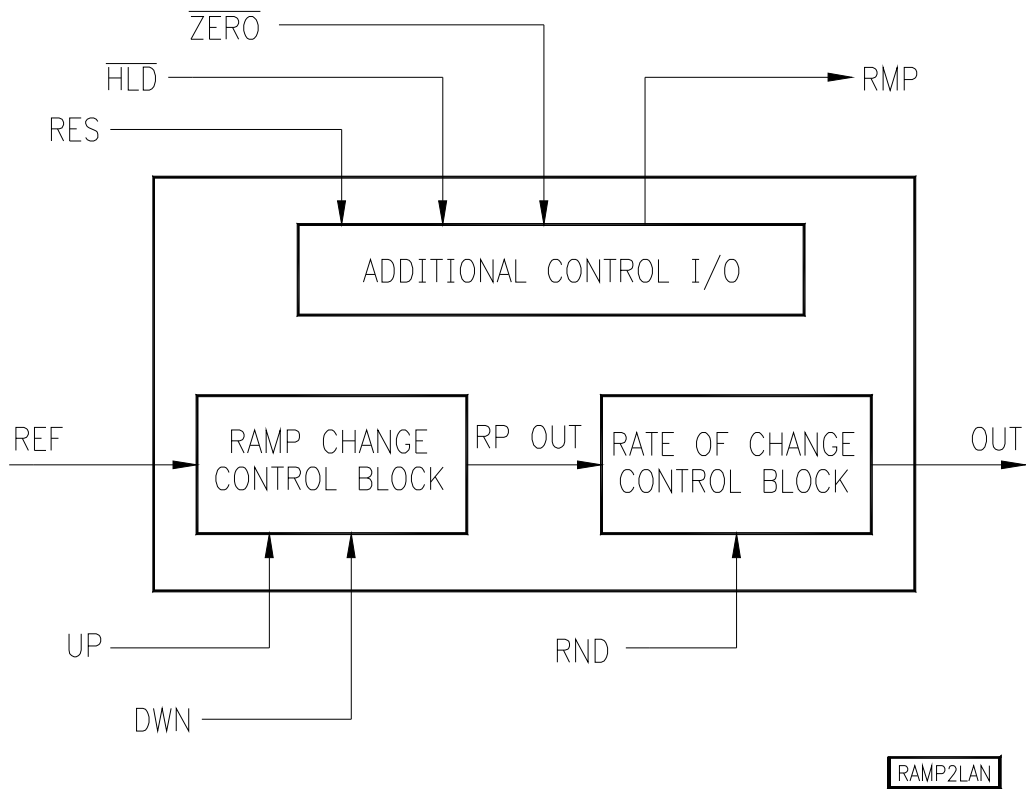 ZERO
HLD
RMP
RES
ADDITIONAL CONTROL I/O
REF
RAMP CHANGE
CONTROL BLOCK
RP OUT
RATE OF CHANGE
CONTROL BLOCK
OUT
UP
RND
DWN
RAMP2LAN